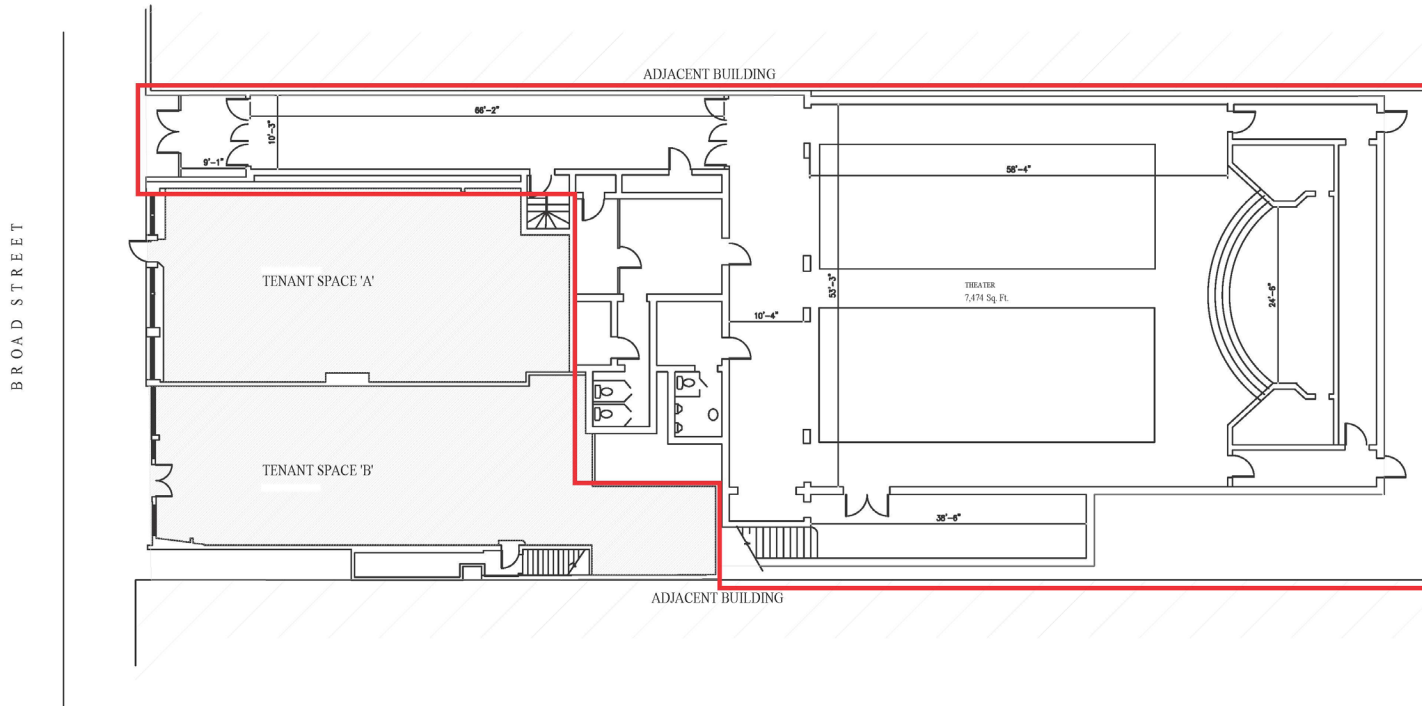 ADJACENT BUILDING
66'-2"
10'-3"
9'-1"
58'-4"
BROAD STREET
TENANT SPACE 'A'
THEATER
7,474 Sq. Ft.
53'-3"
24'-6"
10'-4"
TENANT SPACE 'B'
38'-6"
ADJACENT BUILDING